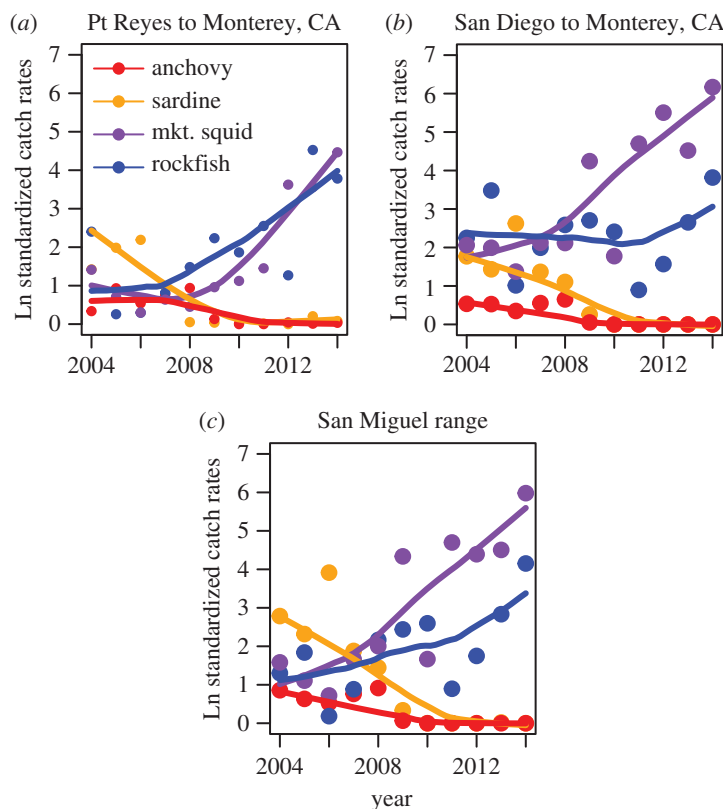 (a) Pt Reyes to Monterey, CA
7
6
5
4
3
2
1
0
Ln standardized catch rates
anchovy
sardine
mkt. squid
rockfish
2004 2008 2012
(b) San Diego to Monterey, CA
7
6
5
4
3
2
1
0
Ln standardized catch rates
2004 2008 2012
(c) San Miguel range
7
6
5
4
3
2
1
0
Ln standardized catch rates
2004 2008 2012
year